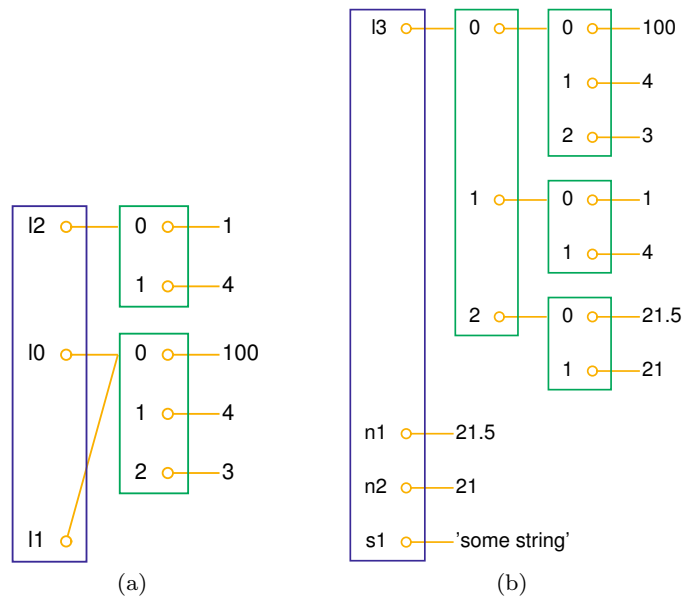 l2 0 1
1 4
l0 0 100
1 4
2 3
l1
(a)
l3 0 0 100
1 4
2 3
1 0 1
1 4
2 0 21.5
1 21
n1 21.5
n2 21
s1 'some string'
(b)